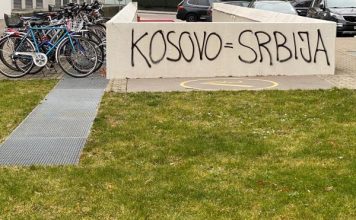 KOSOVO = SRBIJA